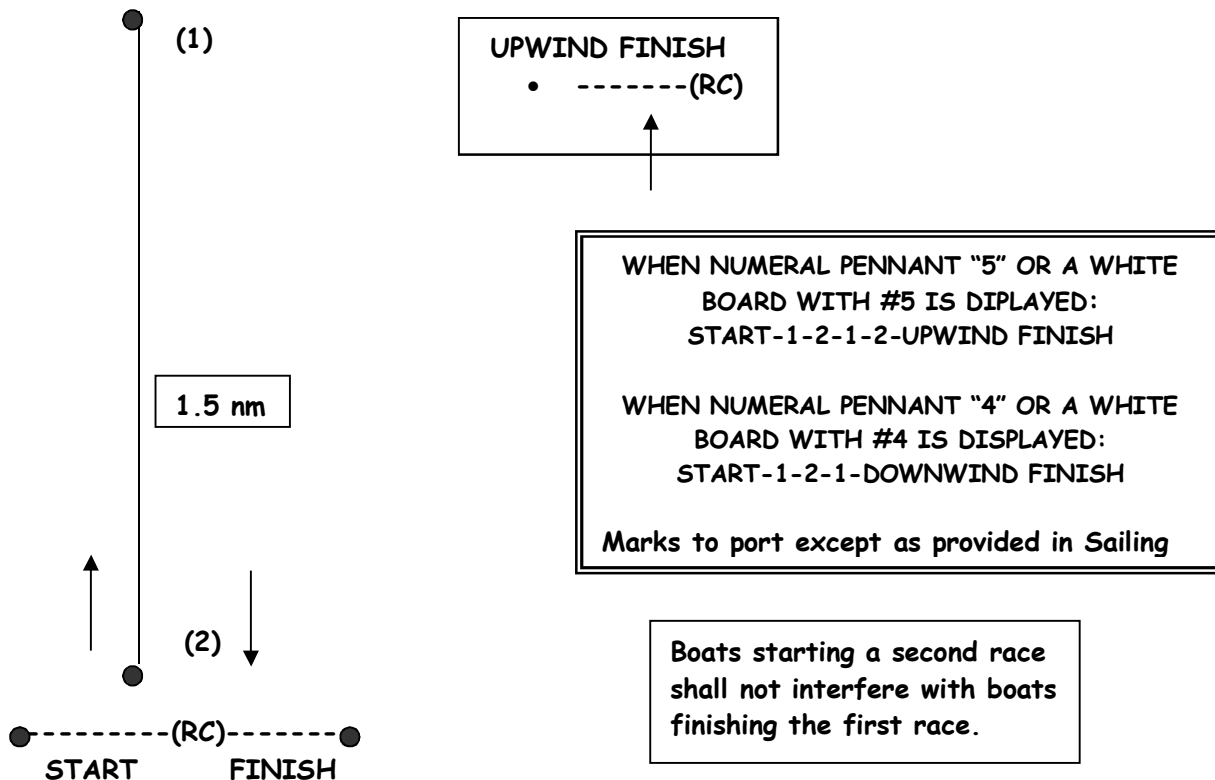 (1)
UPWIND FINISH
• -------(RC)
WHEN NUMERAL PENNANT “5” OR A WHITE
BOARD WITH #5 IS DIPLAYED:
START-1-2-1-2-UPWIND FINISH
1.5 nm
WHEN NUMERAL PENNANT “4” OR A WHITE
BOARD WITH #4 IS DISPLAYED:
START-1-2-1-DOWNWIND FINISH
Marks to port except as provided in Sailing
(2)
Boats starting a second race
shall not interfere with boats
finishing the first race.
---------(RC)--------
START FINISH